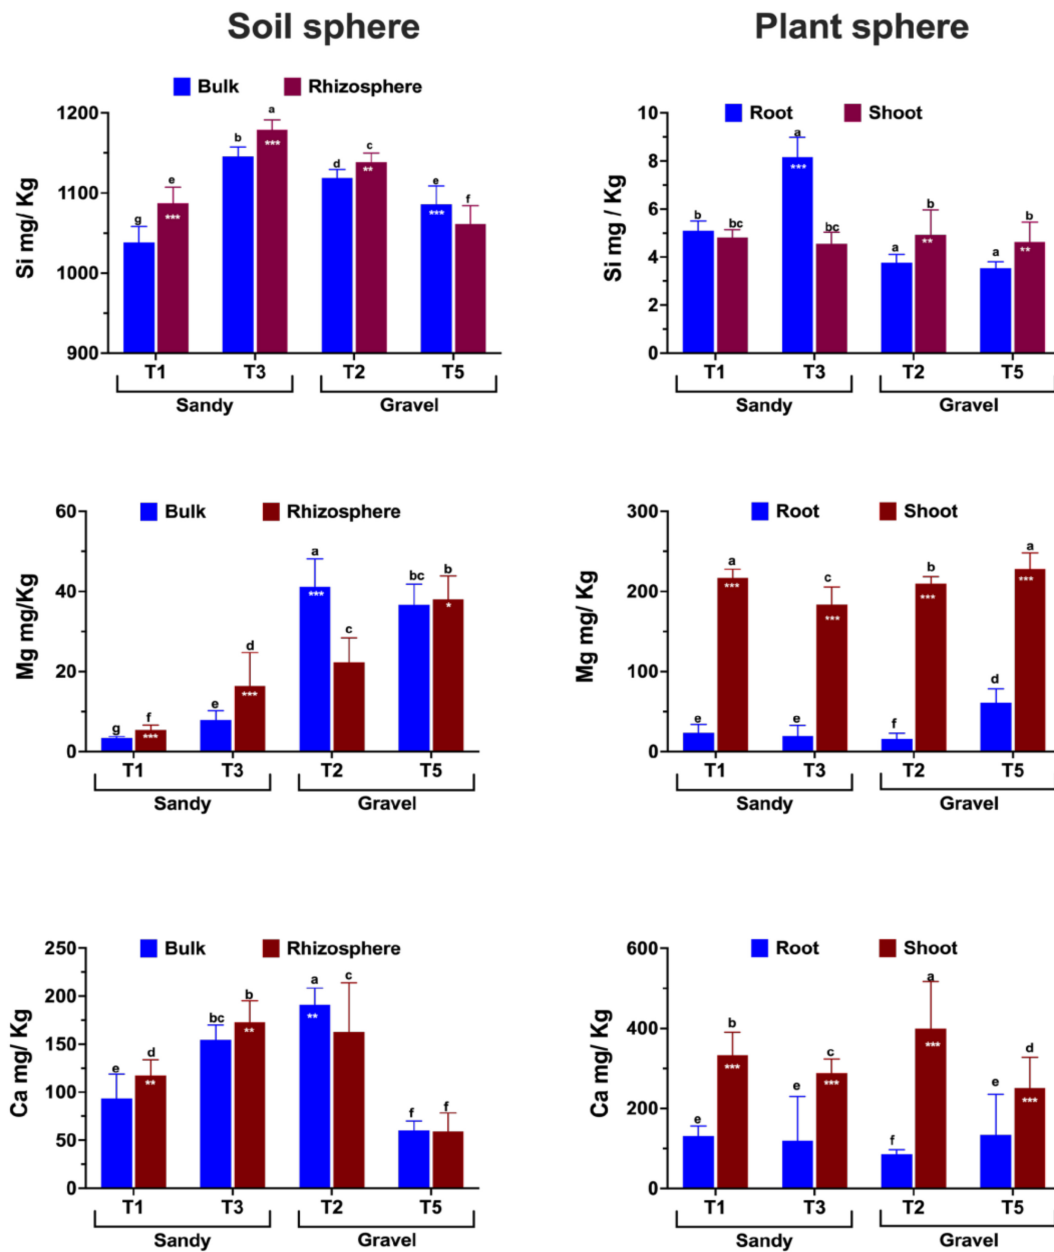 Soil sphere
Plant sphere
Bulk Rhizosphere
Si mg/ Kg
1200
1100
1000
900
g e b a d c e f
*** *** ** ***
T1 T3 T2 T5
Sandy Gravel
Root Shoot
Si mg / Kg
10
8
6
4
2
0
b bc a bc a b a b
*** ** **
T1 T3 T2 T5
Sandy Gravel
Bulk Rhizosphere
Mg mg/Kg
60
40
20
0
g f e d a c bc b
*** *** *** *
T1 T3 T2 T5
Sandy Gravel
Root Shoot
Mg mg/ Kg
300
200
100
0
e a e c f b d a
*** *** *** ***
T1 T3 T2 T5
Sandy Gravel
Bulk Rhizosphere
Ca mg/ Kg
250
200
150
100
50
0
e d bc b a c f f
** ** **
T1 T3 T2 T5
Sandy Gravel
Root Shoot
Ca mg/ Kg
600
400
200
0
e b e c f a e d
*** *** *** ***
T1 T3 T2 T5
Sandy Gravel